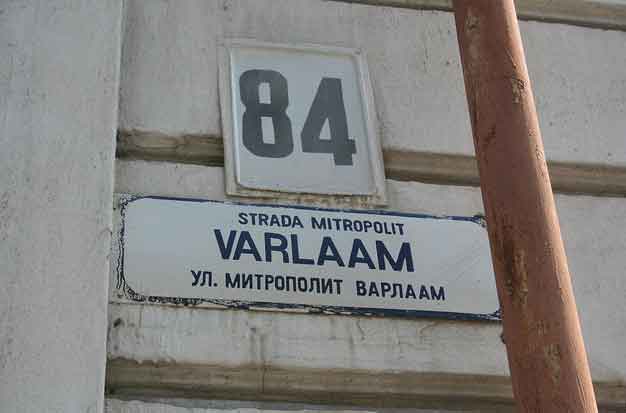 84
STRADA MITROPOLIT
VARLAAM
УЛ. МИТРОПОЛИТ ВАРЛААМ